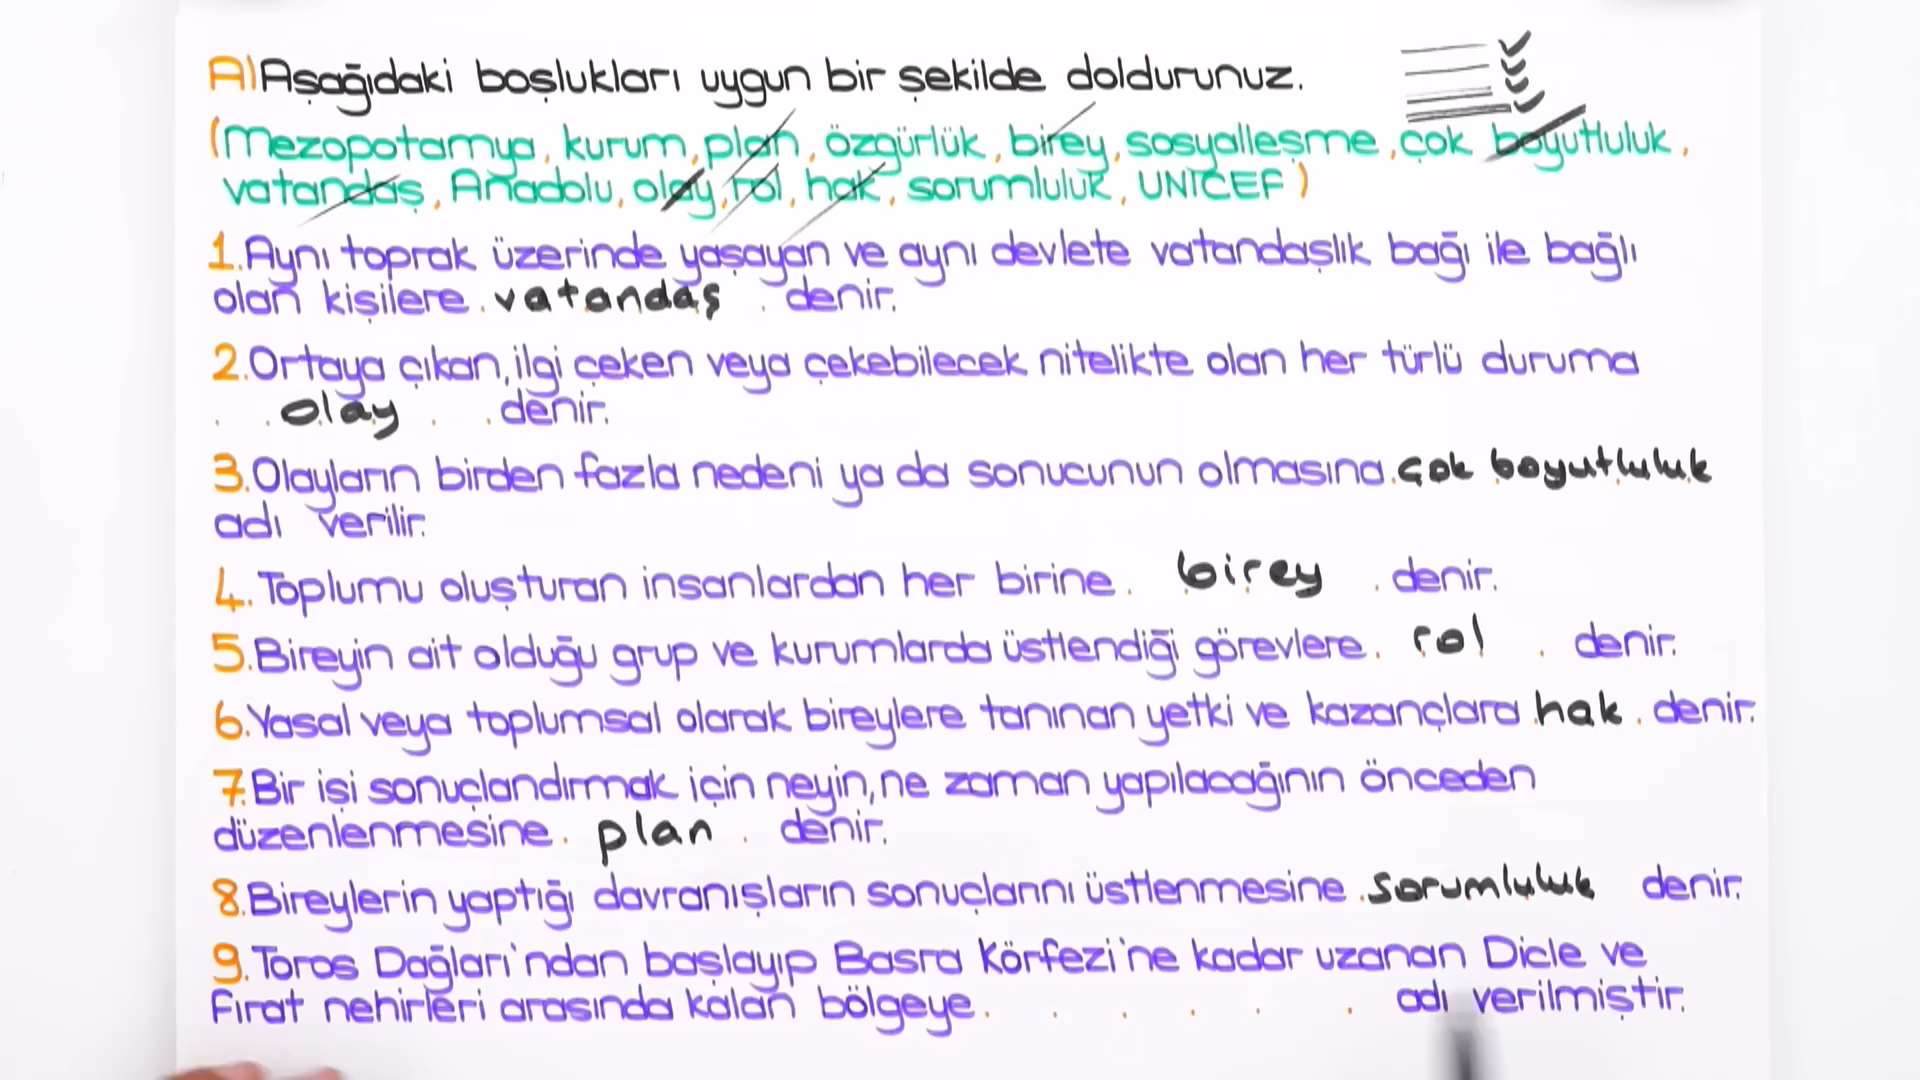 A) Aşağıdaki boşlukları uygun bir şekilde doldurunuz.
(Mezopotamya, kurum, plan, özgürlük, birey, sosyalleşme, çok boyutluluk,
vatandaş, Anadolu, olay, rol, hak, sorumluluk, UNICEF)
1. Aynı toprak üzerinde yaşayan ve aynı devlete vatandaşlık bağı ile bağlı
olan kişilere. vatandaş . denir.
2. Ortaya çıkan, ilgi çeken veya çekebilecek nitelikte olan her türlü duruma
. . olay . . denir.
3. Olayların birden fazla nedeni ya da sonucunun olmasına. çok boyutluluk
adı verilir.
4. Toplumu oluşturan insanlardan her birine. birey . denir.
5. Bireyin ait olduğu grup ve kurumlarda üstlendiği görevlere. rol . denir.
6. Yasal veya toplumsal olarak bireylere tanınan yetki ve kazançlara . hak . denir.
7. Bir işi sonuçlandırmak için neyin, ne zaman yapılacağının önceden
düzenlenmesine. plan . denir.
8. Bireylerin yaptığı davranışların sonuçlarını üstlenmesine . sorumluluk denir.
9. Toros Dağları'ndan başlayıp Basra Körfezi'ne kadar uzanan Dicle ve
Fırat nehirleri arasında kalan bölgeye. . . . . . adı verilmiştir.